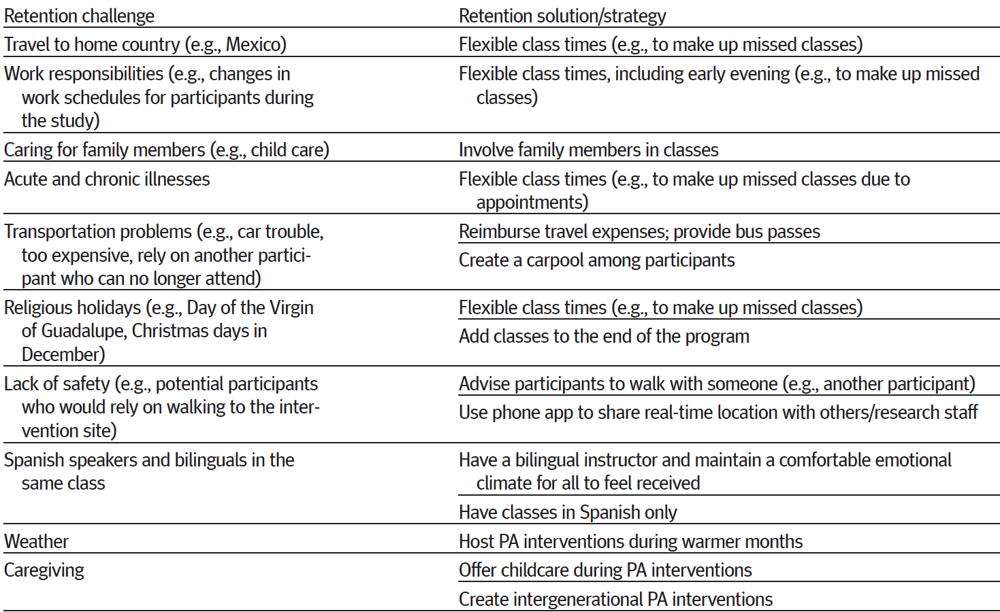 Retention challenge
Retention solution/strategy
Travel to home country (e.g., Mexico)
Flexible class times (e.g., to make up missed classes)
Work responsibilities (e.g., changes in
work schedules for participants during
the study)
Flexible class times, including early evening (e.g., to make up missed
classes)
Caring for family members (e.g., child care)
Involve family members in classes
Acute and chronic illnesses
Flexible class times (e.g., to make up missed classes due to
appointments)
Transportation problems (e.g., car trouble,
too expensive, rely on another partici-
pant who can no longer attend)
Reimburse travel expenses; provide bus passes
Create a carpool among participants
Religious holidays (e.g., Day of the Virgin
of Guadalupe, Christmas days in
December)
Flexible class times (e.g., to make up missed classes)
Add classes to the end of the program
Lack of safety (e.g., potential participants
who would rely on walking to the inter-
vention site)
Advise participants to walk with someone (e.g., another participant)
Use phone app to share real-time location with others/research staff
Spanish speakers and bilinguals in the
same class
Have a bilingual instructor and maintain a comfortable emotional
climate for all to feel received
Have classes in Spanish only
Weather
Host PA interventions during warmer months
Caregiving
Offer childcare during PA interventions
Create intergenerational PA interventions